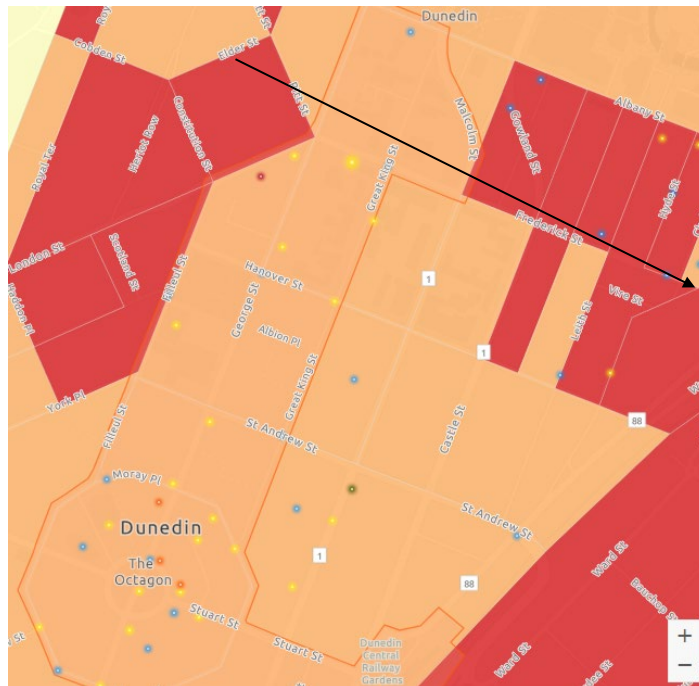 Dunedin
Cobden St
Elder St
Malcolm St
Albany St
Gowland St
Constitution St
Heriot Row
Royal Ter
Great King St
Hyde St
Frederick St
London St
Scotland St
Filleul St
Hanover St
1
George St
Albion Pl
Vire St
Leith St
1
Great King St
York Pl
88
Filleul St
Castle St
St Andrew St
Moray Pl
St Andrew St
Dunedin
The
Octagon
1
88
Ward St
Stuart St
Stuart St
Dunedin
Central
Railway
Gardens
Ward St
+
−